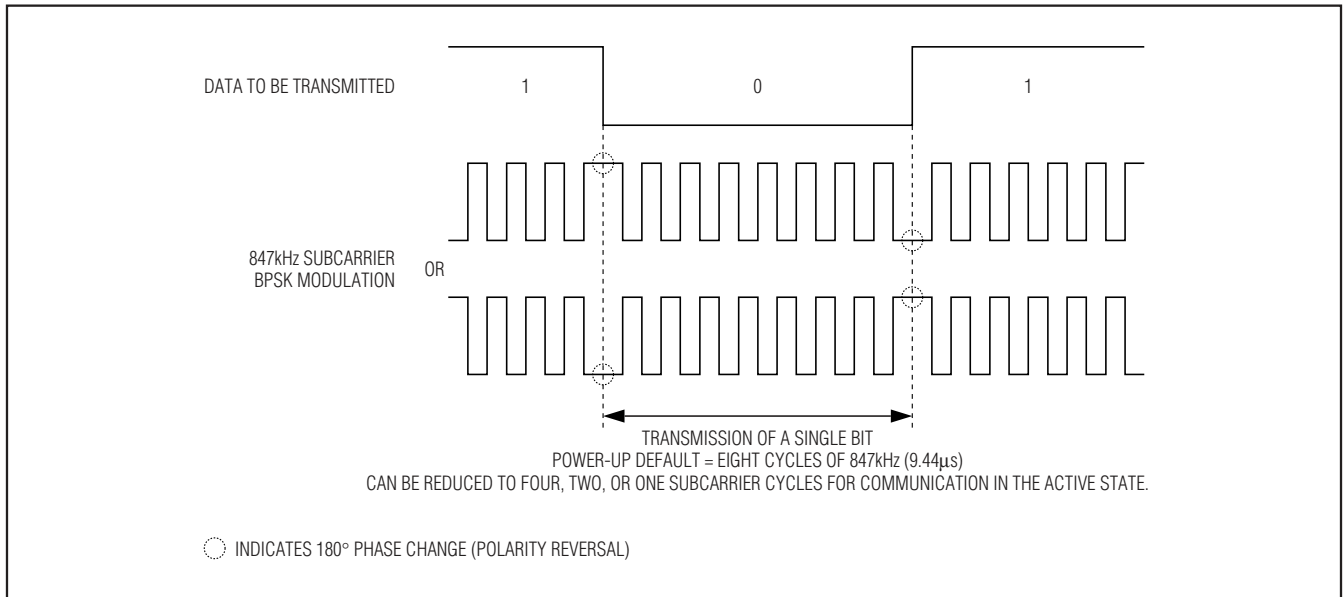 DATA TO BE TRANSMITTED 1 0 1
847kHz SUBCARRIER
BPSK MODULATION
OR
TRANSMISSION OF A SINGLE BIT
POWER-UP DEFAULT = EIGHT CYCLES OF 847kHz (9.44μs)
CAN BE REDUCED TO FOUR, TWO, OR ONE SUBCARRIER CYCLES FOR COMMUNICATION IN THE ACTIVE STATE.
INDICATES 180° PHASE CHANGE (POLARITY REVERSAL)